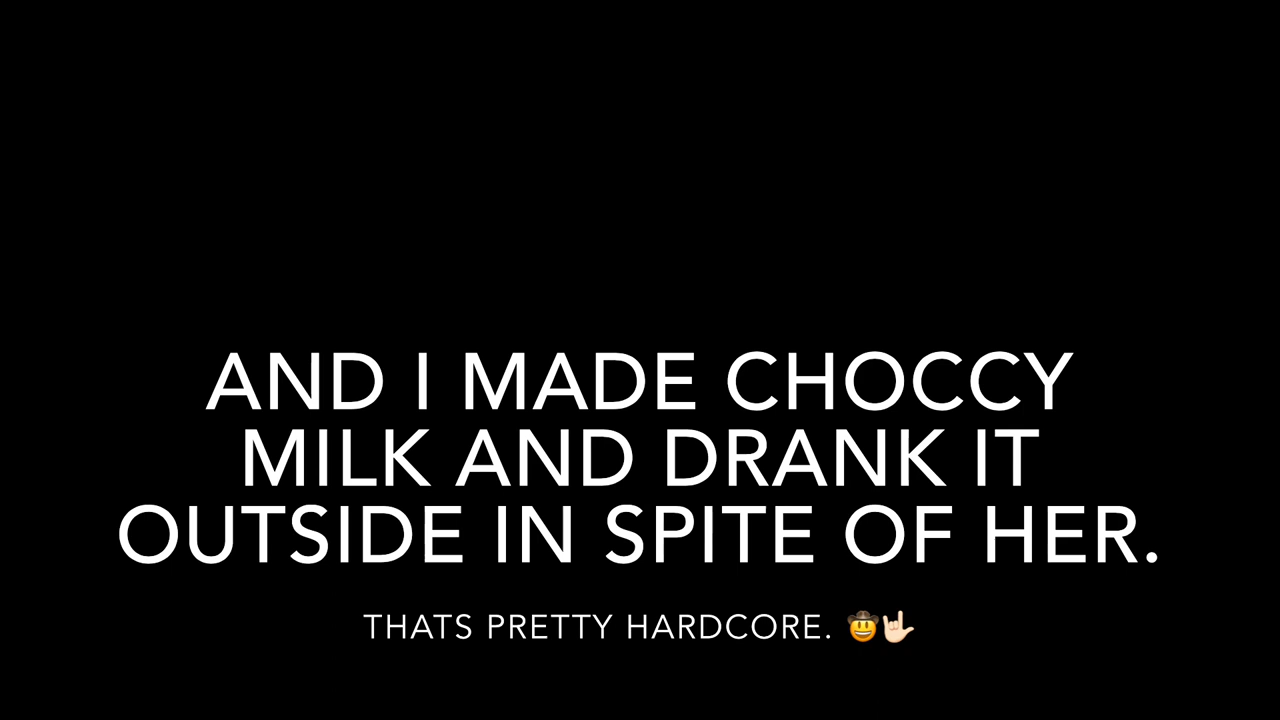 AND I MADE CHOCCY
MILK AND DRANK IT
OUTSIDE IN SPITE OF HER.
THATS PRETTY HARDCORE. 🤠🤟🏻